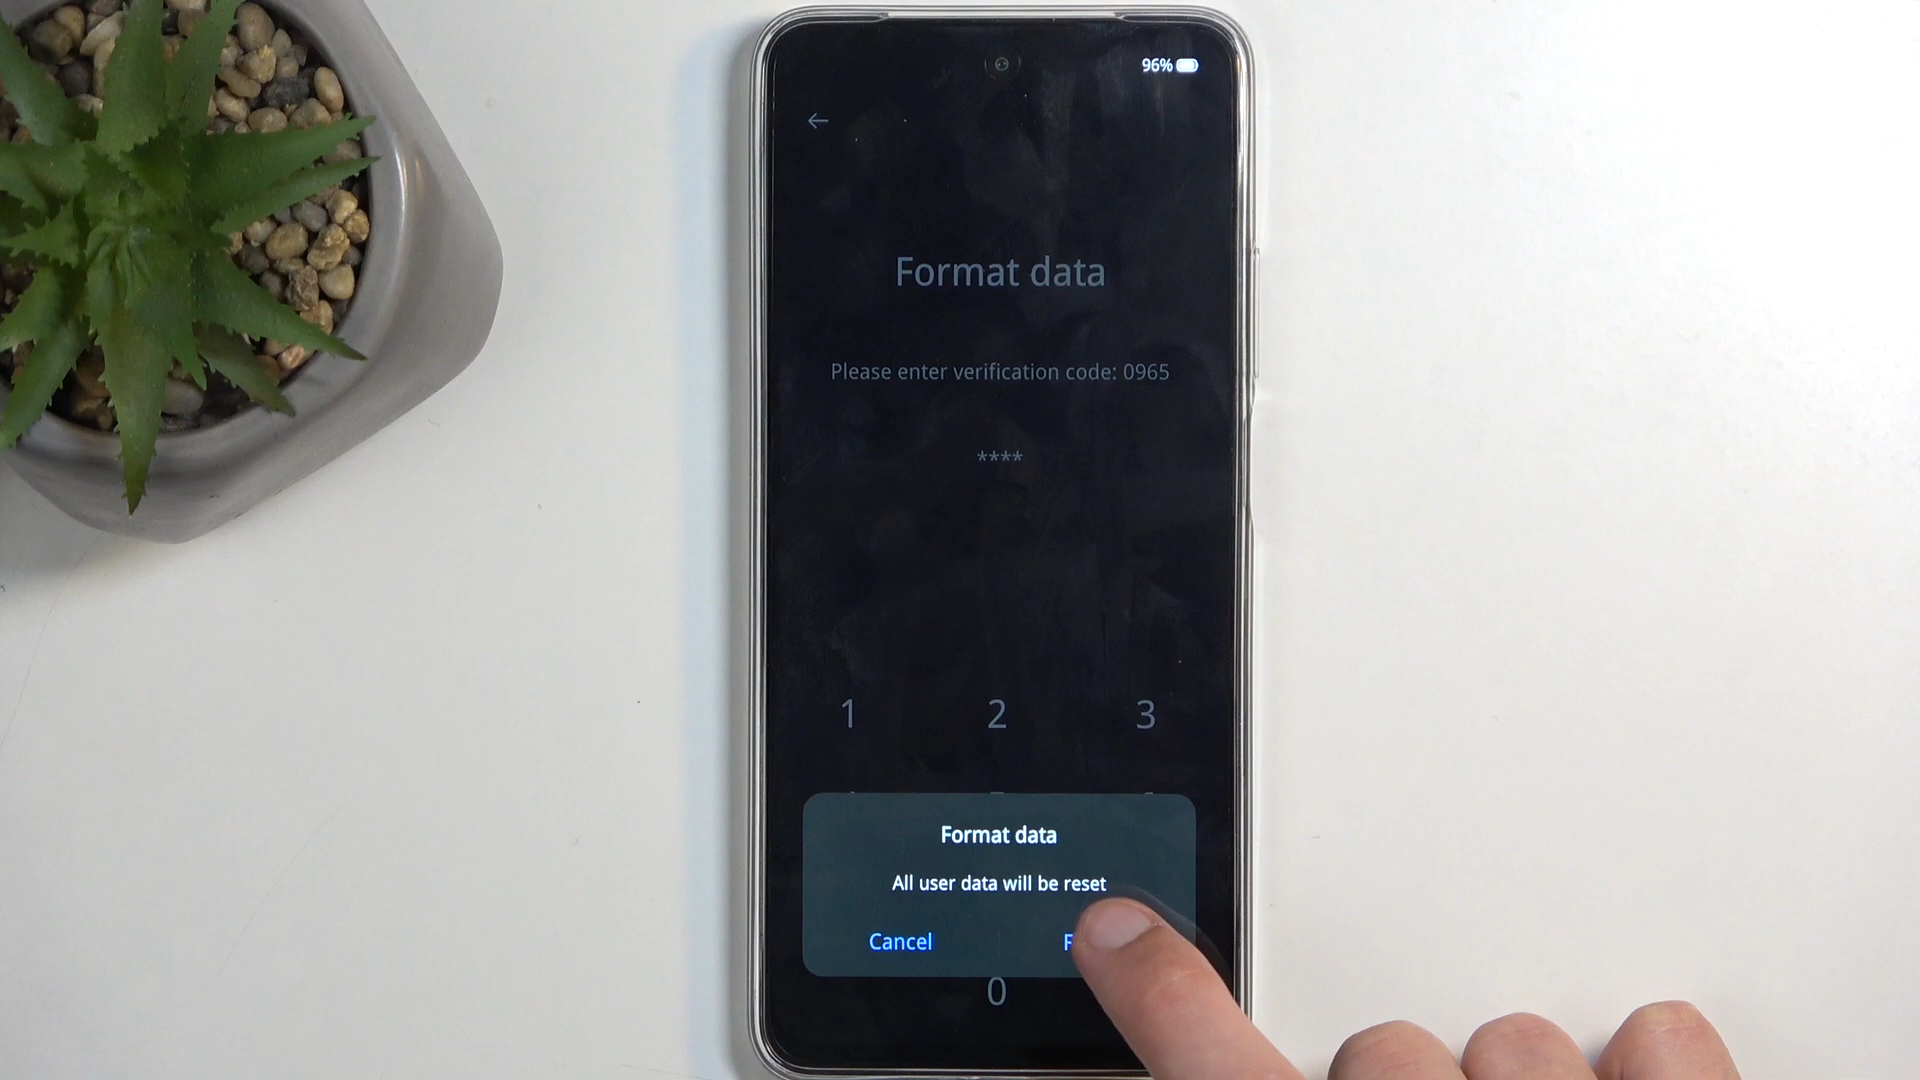 96%
Format data
Please enter verification code: 0965
****
1 2 3
Format data
All user data will be reset
Cancel
0